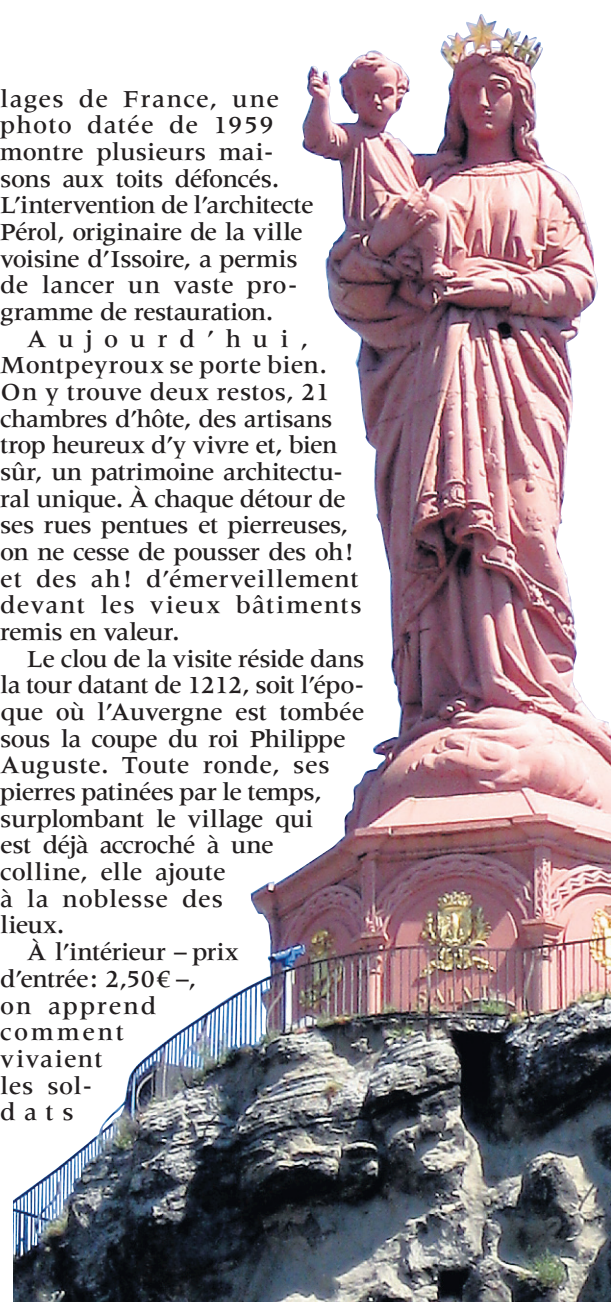 lages de France, une
photo datée de 1959
montre plusieurs mai-
sons aux toits défoncés.
L'intervention de l'architecte
Pérol, originaire de la ville
voisine d'Issoire, a permis
de lancer un vaste pro-
gramme de restauration.
Aujourd'hui,
Montpeyroux se porte bien.
On y trouve deux restos, 21
chambres d'hôte, des artisans
trop heureux d'y vivre et, bien
sûr, un patrimoine architectu-
ral unique. À chaque détour de
ses rues pentues et pierreuses,
on ne cesse de pousser des oh!
et des ah! d'émerveillement
devant les vieux bâtiments
remis en valeur.
Le clou de la visite réside dans
la tour datant de 1212, soit l'épo-
que où l'Auvergne est tombée
sous la coupe du roi Philippe
Auguste. Toute ronde, ses
pierres patinées par le temps,
surplombant le village qui
est déjà accroché à une
colline, elle ajoute
à la noblesse des
lieux.
À l'intérieur – prix
d'entrée: 2,50€ –,
on apprend
comment
vivaient
les sol-
dats
SAINT